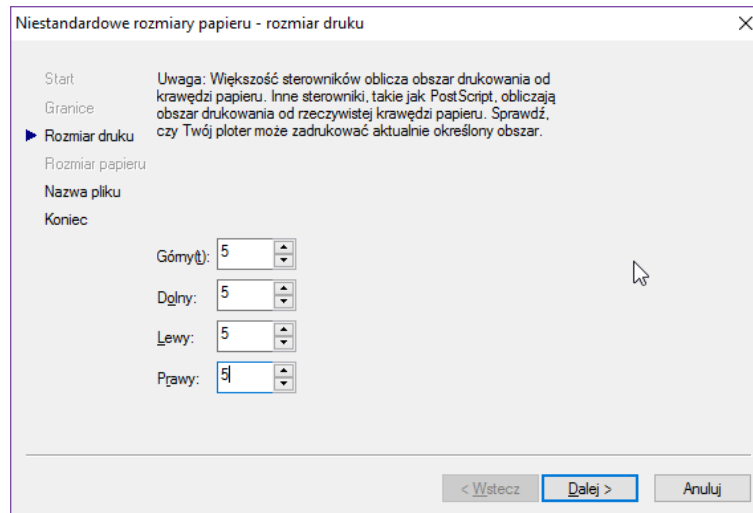 Niestandardowe rozmiary papieru - rozmiar druku
Start
Granice
Rozmiar druku
Rozmiar papieru
Nazwa pliku
Koniec
Uwaga: Większość sterowników oblicza obszar drukowania od
krawędzi papieru. Inne sterowniki, takie jak PostScript, obliczają
obszar drukowania od rzeczywistej krawędzi papieru. Sprawdź,
czy Twój ploter może zadrukować aktualnie określony obszar.
Górny(t): 5
Dolny: 5
Lewy: 5
Prawy: 5
< Wstecz Dalej > Anuluj